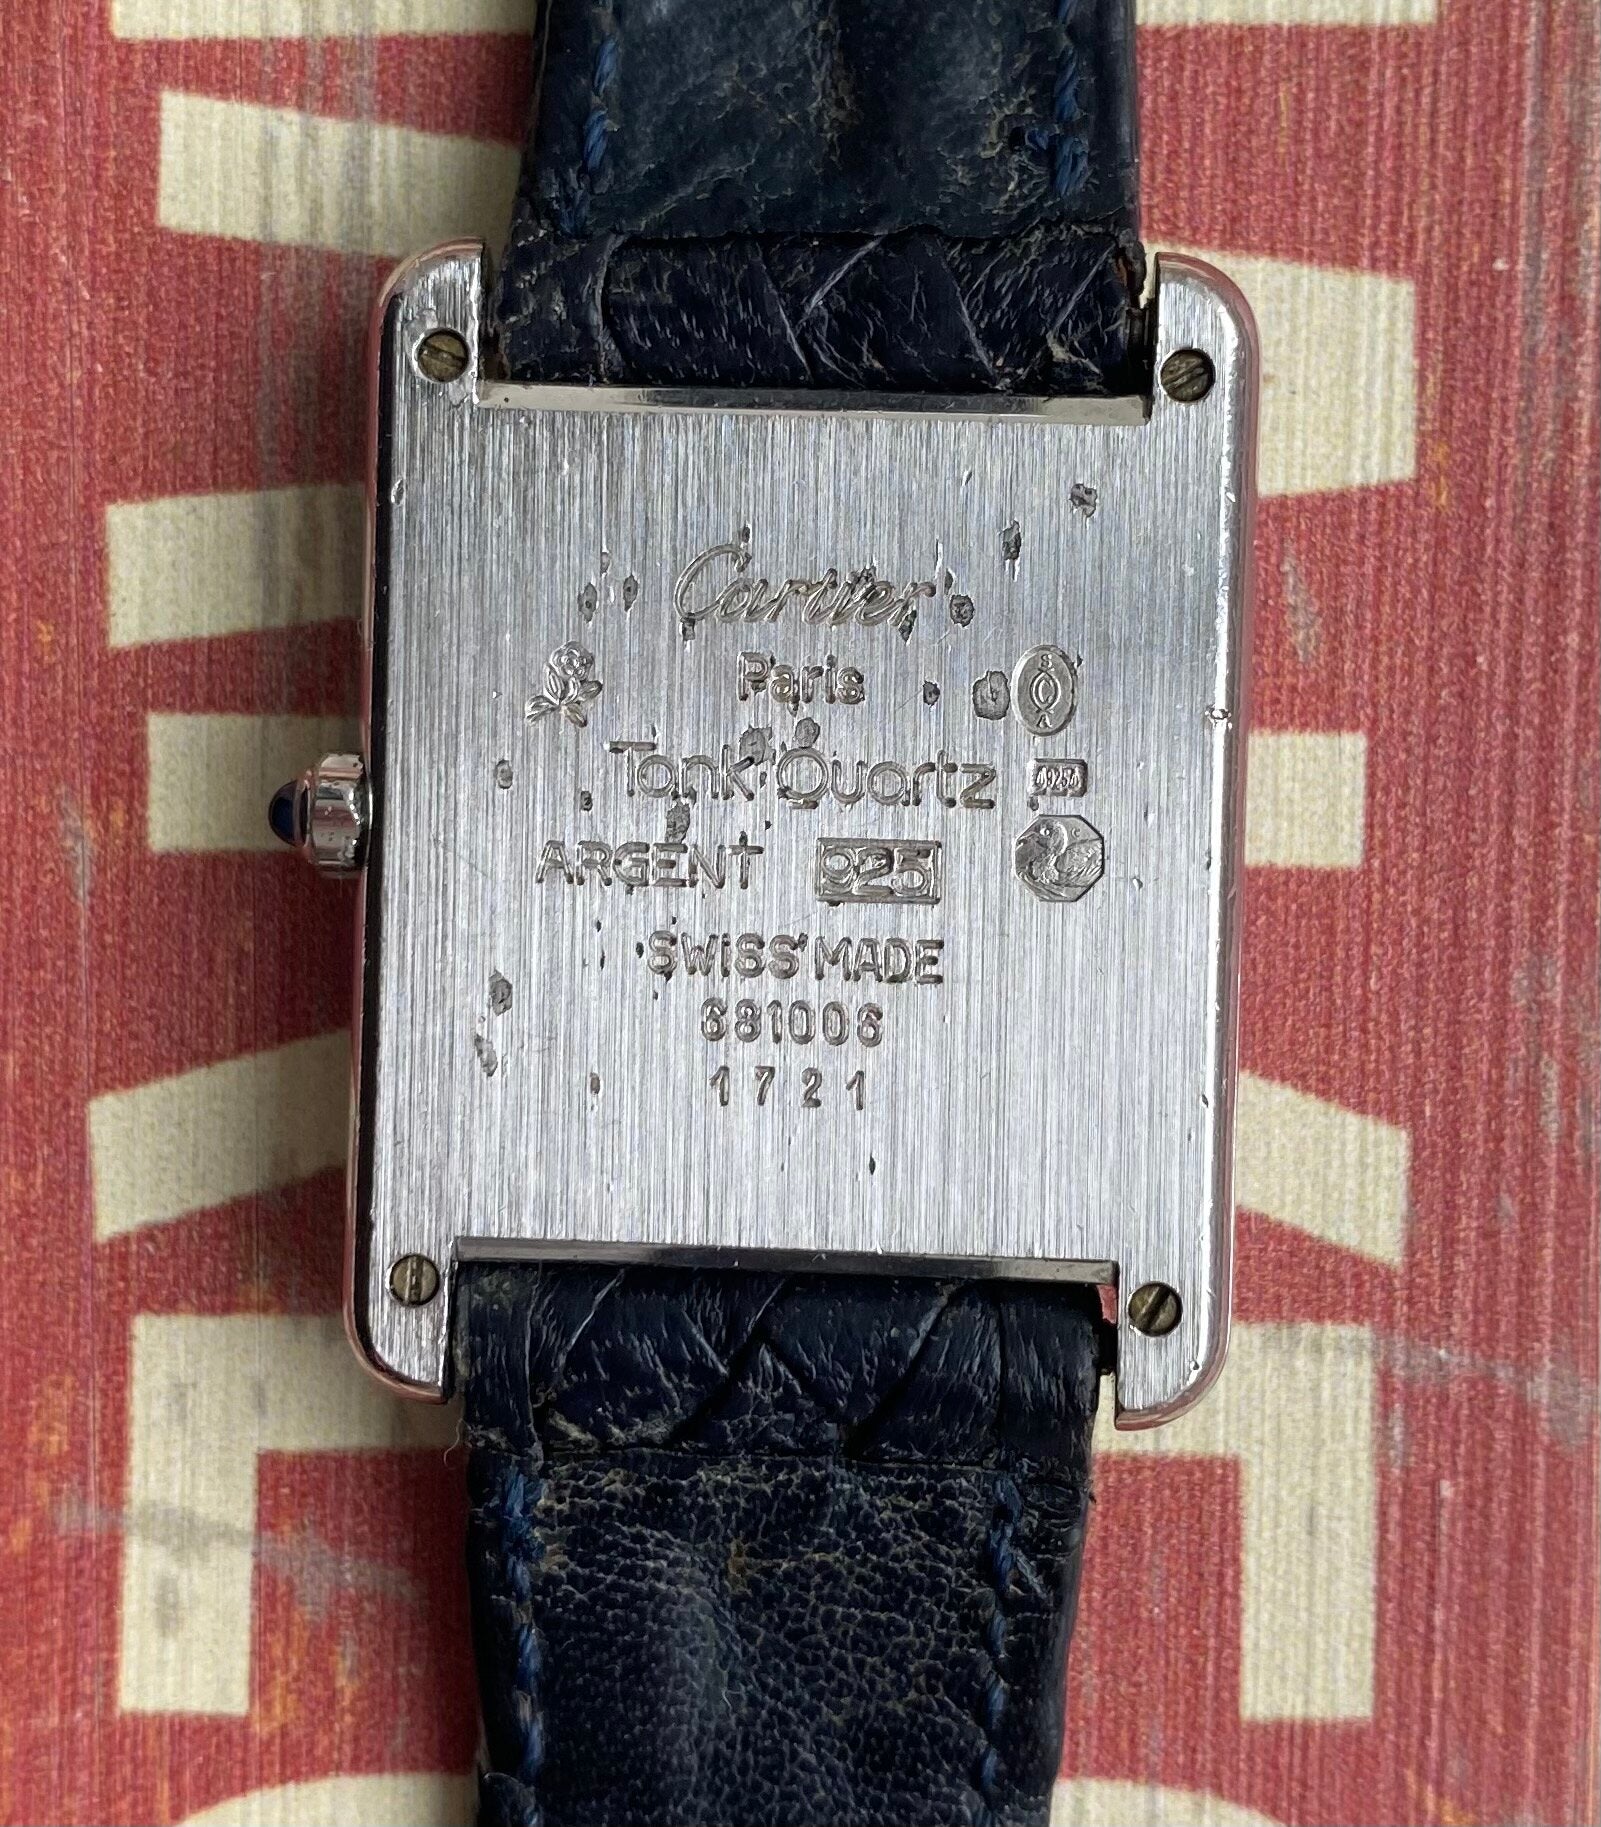 Cartier
Paris
Tank Quartz
ARGENT 925
SWISS MADE
681006
1721